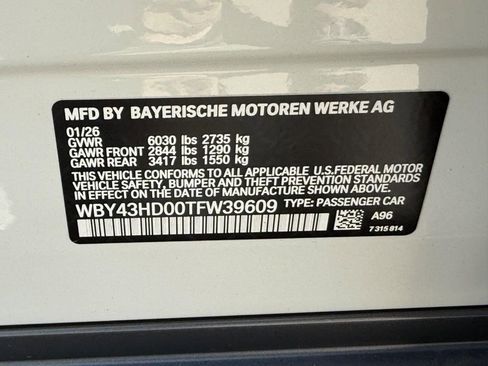 MFD BY BAYERISCHE MOTOREN WERKE AG
01/26
GVWR 6030 lbs 2735 kg
GAWR FRONT 2844 lbs 1290 kg
GAWR REAR 3417 lbs 1550 kg
THIS VEHICLE CONFORMS TO ALL APPLICABLE U.S.FEDERAL MOTOR
VEHICLE SAFETY, BUMPER AND THEFT PREVENTION STANDARDS
IN EFFECT ON THE DATE OF MANUFACTURE SHOWN ABOVE.
WBY43HD00TFW39609 TYPE: PASSENGER CAR
A96
7 315 814